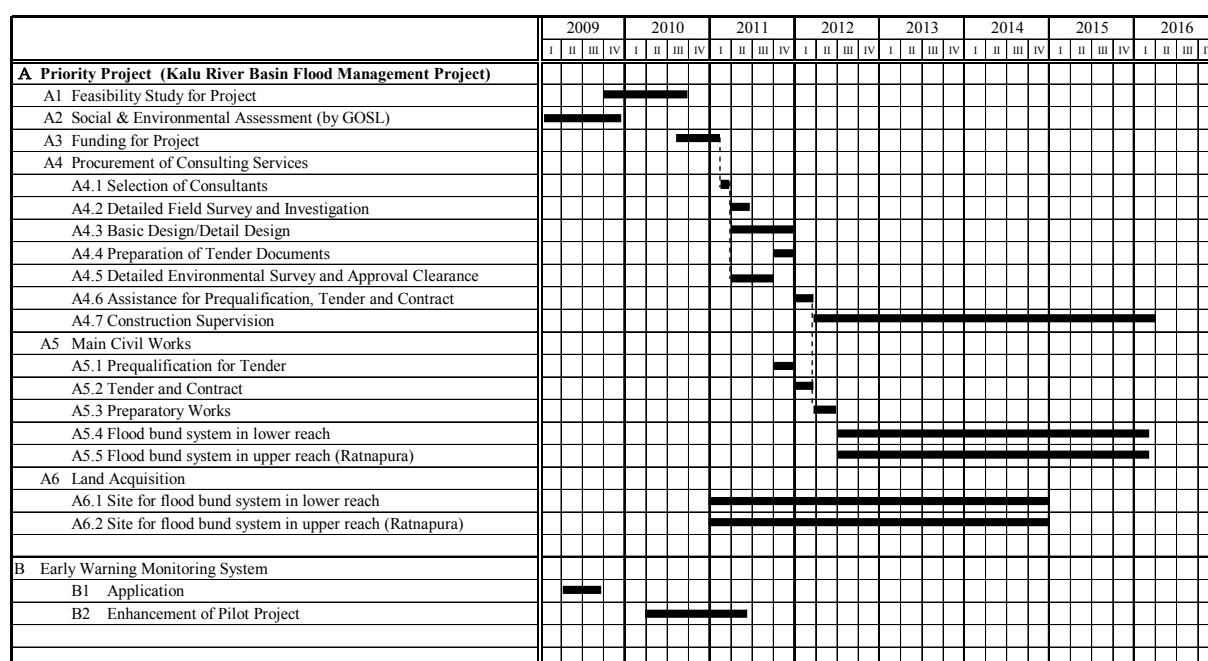 2009 2010 2011 2012 2013 2014 2015 2016
I II III IV I II III IV I II III IV I II III IV I II III IV I II III IV I II III IV I II III
A Priority Project (Kalu River Basin Flood Management Project)
A1 Feasibility Study for Project
A2 Social & Environmental Assessment (by GOSL)
A3 Funding for Project
A4 Procurement of Consulting Services
A4.1 Selection of Consultants
A4.2 Detailed Field Survey and Investigation
A4.3 Basic Design/Detail Design
A4.4 Preparation of Tender Documents
A4.5 Detailed Environmental Survey and Approval Clearance
A4.6 Assistance for Prequalification, Tender and Contract
A4.7 Construction Supervision
A5 Main Civil Works
A5.1 Prequalification for Tender
A5.2 Tender and Contract
A5.3 Preparatory Works
A5.4 Flood bund system in lower reach
A5.5 Flood bund system in upper reach (Ratnapura)
A6 Land Acquisition
A6.1 Site for flood bund system in lower reach
A6.2 Site for flood bund system in upper reach (Ratnapura)
B Early Warning Monitoring System
B1 Application
B2 Enhancement of Pilot Project